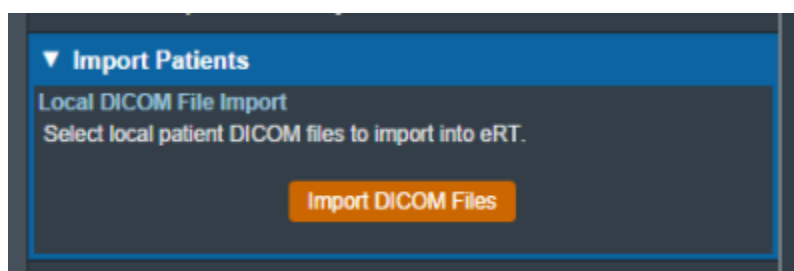 Import Patients
Local DICOM File Import
Select local patient DICOM files to import into eRT.
Import DICOM Files